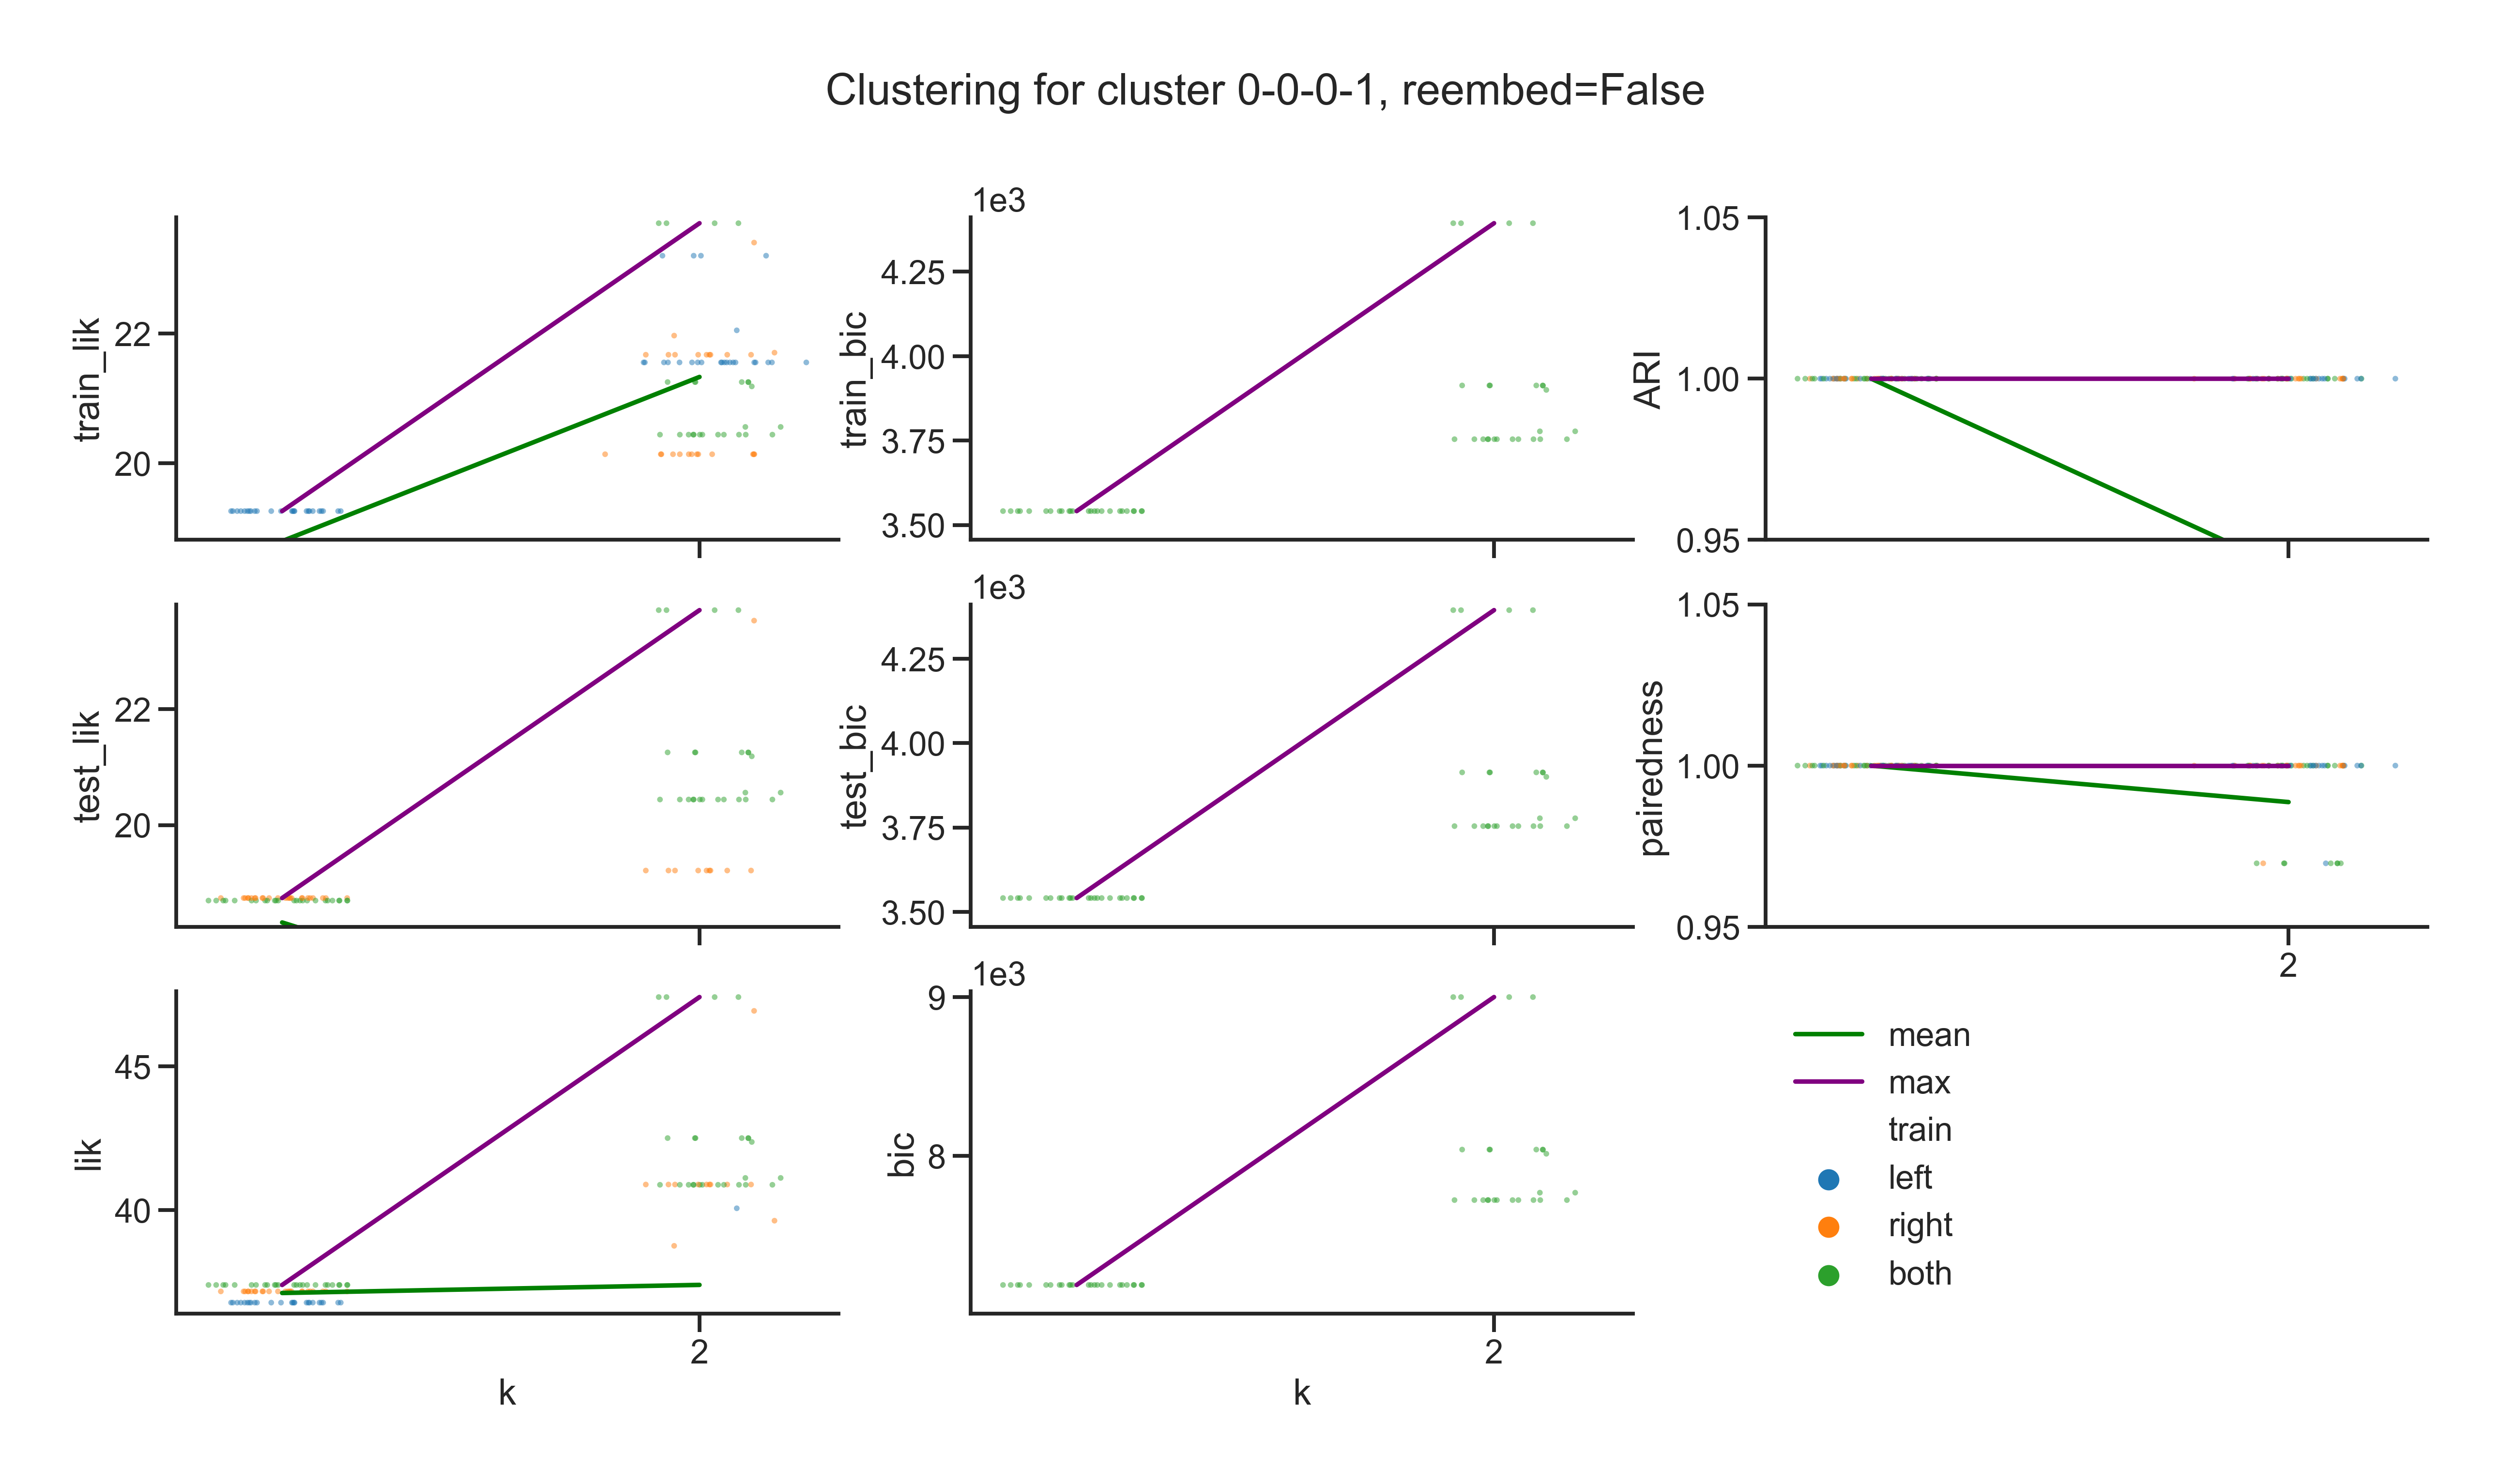 Clustering for cluster 0-0-0-1, reembed=False
train_lik
22
20
1e3
train_bic
4.25
4.00
3.75
3.50
ARI
1.05
1.00
0.95
test_lik
22
20
1e3
test_bic
4.25
4.00
3.75
3.50
pairedness
1.05
1.00
0.95
2
lik
45
40
2
k
1e3
bic
9
8
2
k
mean
max
train
left
right
both